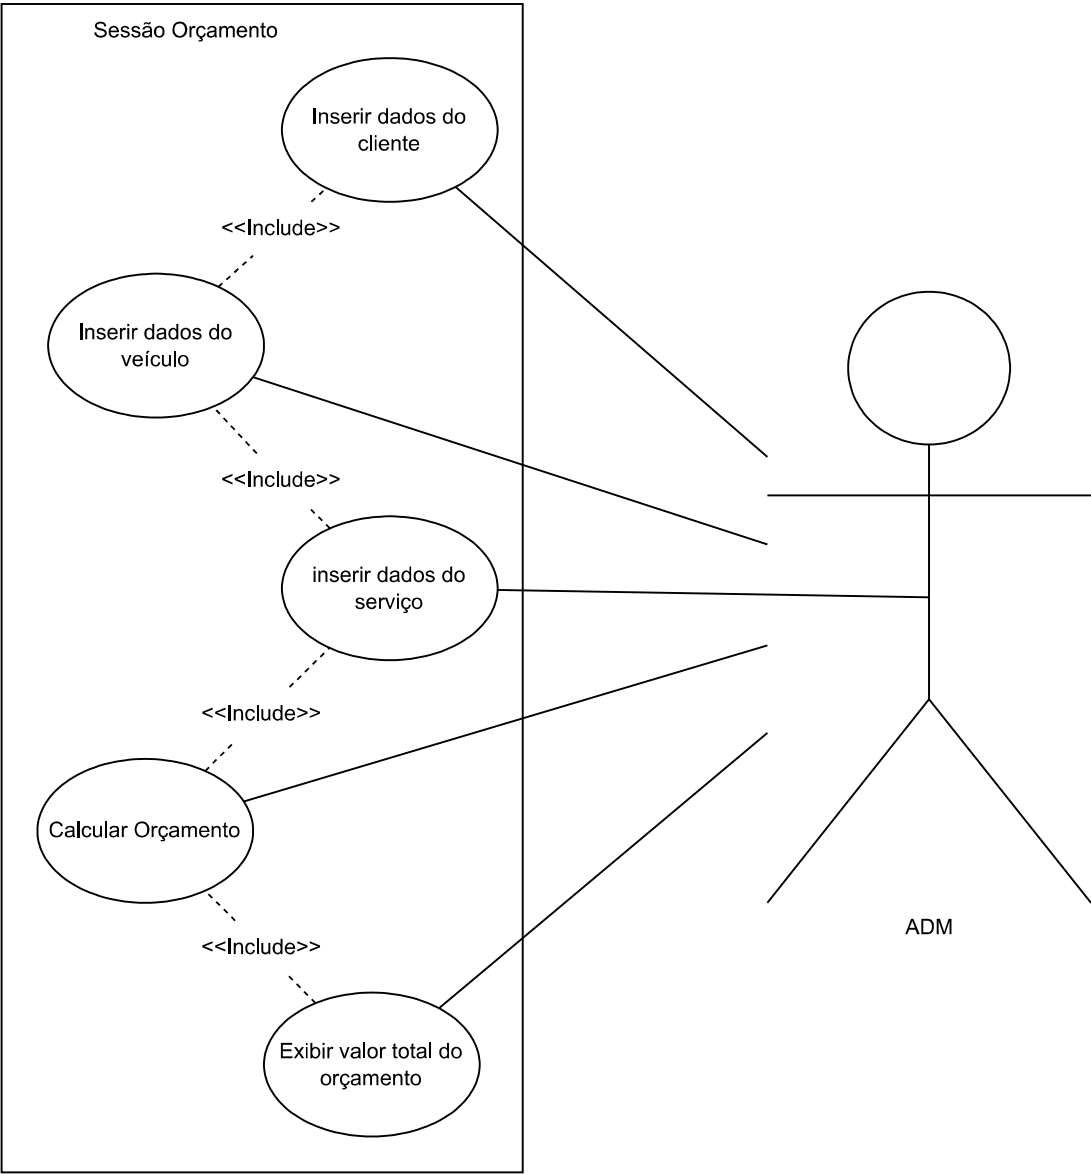 Sessão Orçamento
Inserir dados do
cliente
<<Include>>
Inserir dados do
veículo
<<Include>>
inserir dados do
serviço
<<Include>>
Calcular Orçamento
ADM
<<Include>>
Exibir valor total do
orçamento